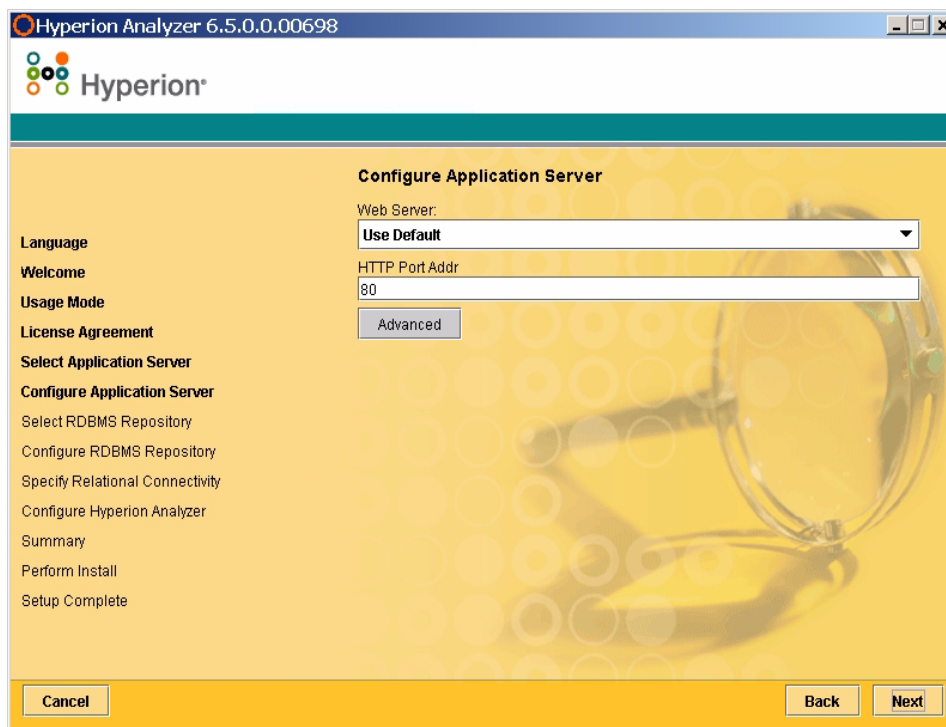 Hyperion Analyzer 6.5.0.0.00698
Hyperion®
Configure Application Server
Web Server:
Use Default
HTTP Port Addr
80
Advanced
Language
Welcome
Usage Mode
License Agreement
Select Application Server
Configure Application Server
Select RDBMS Repository
Configure RDBMS Repository
Specify Relational Connectivity
Configure Hyperion Analyzer
Summary
Perform Install
Setup Complete
Cancel Back Next